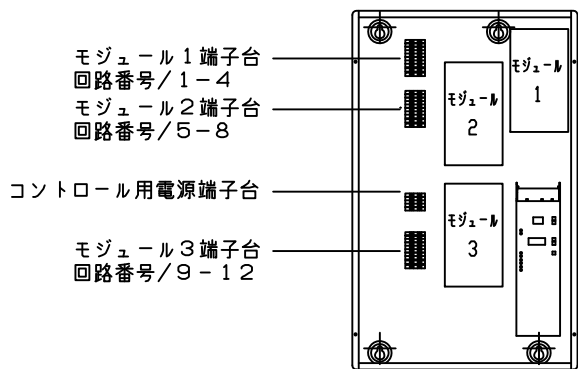 モジュール１端子台
回路番号/１-４
モジュール２端子台
回路番号/５-８
コントロール用電源端子台
モジュール３端子台
回路番号/９-１２
モジュール
１
モジュール
２
モジュール
３